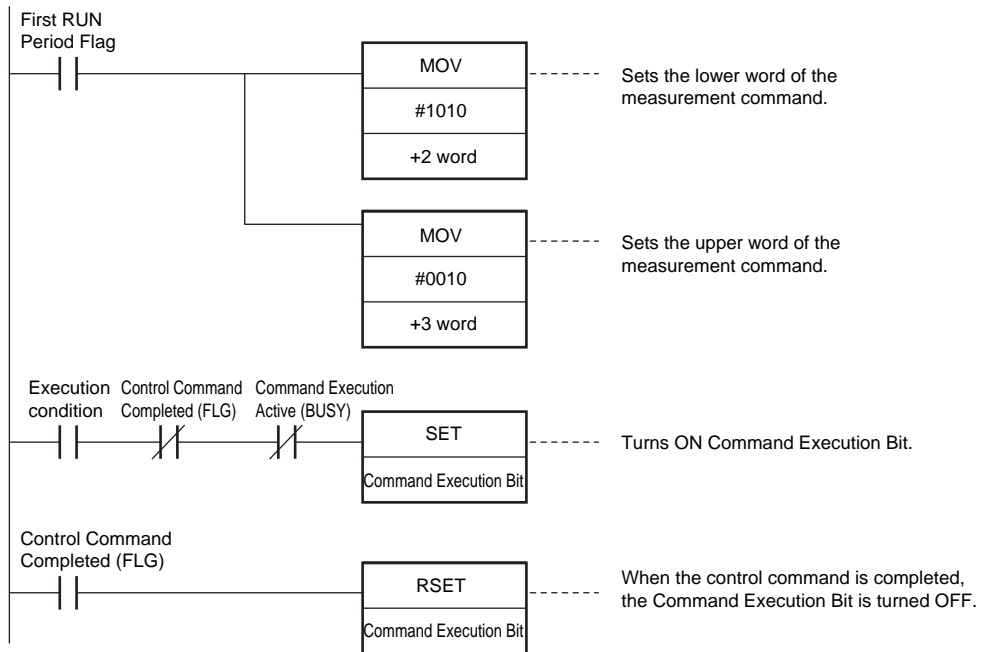 First RUN
Period Flag
MOV
#1010
+2 word
Sets the lower word of the
measurement command.
MOV
#0010
+3 word
Sets the upper word of the
measurement command.
Execution
condition
Control Command
Completed (FLG)
Command Execution
Active (BUSY)
SET
Command Execution Bit
Turns ON Command Execution Bit.
Control Command
Completed (FLG)
RSET
Command Execution Bit
When the control command is completed,
the Command Execution Bit is turned OFF.